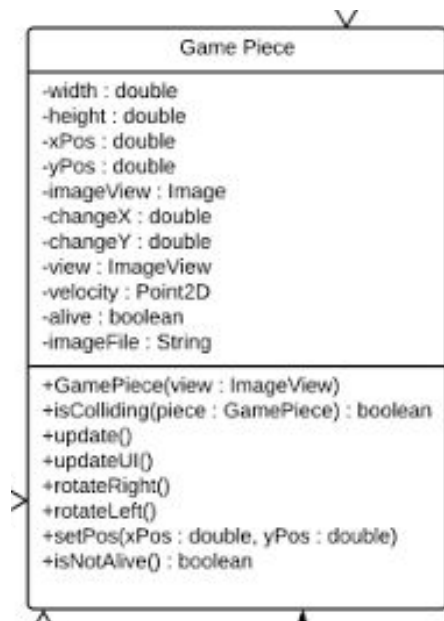 Game Piece
-width : double
-height : double
-xPos : double
-yPos : double
-imageView : Image
-changeX : double
-changeY : double
-view : ImageView
-velocity : Point2D
-alive : boolean
-imageFile : String
+GamePiece(view : ImageView)
+isColliding(piece : GamePiece) : boolean
+update()
+updateUI()
+rotateRight()
+rotateLeft()
+setPos(xPos : double, yPos : double)
+isNotAlive() : boolean